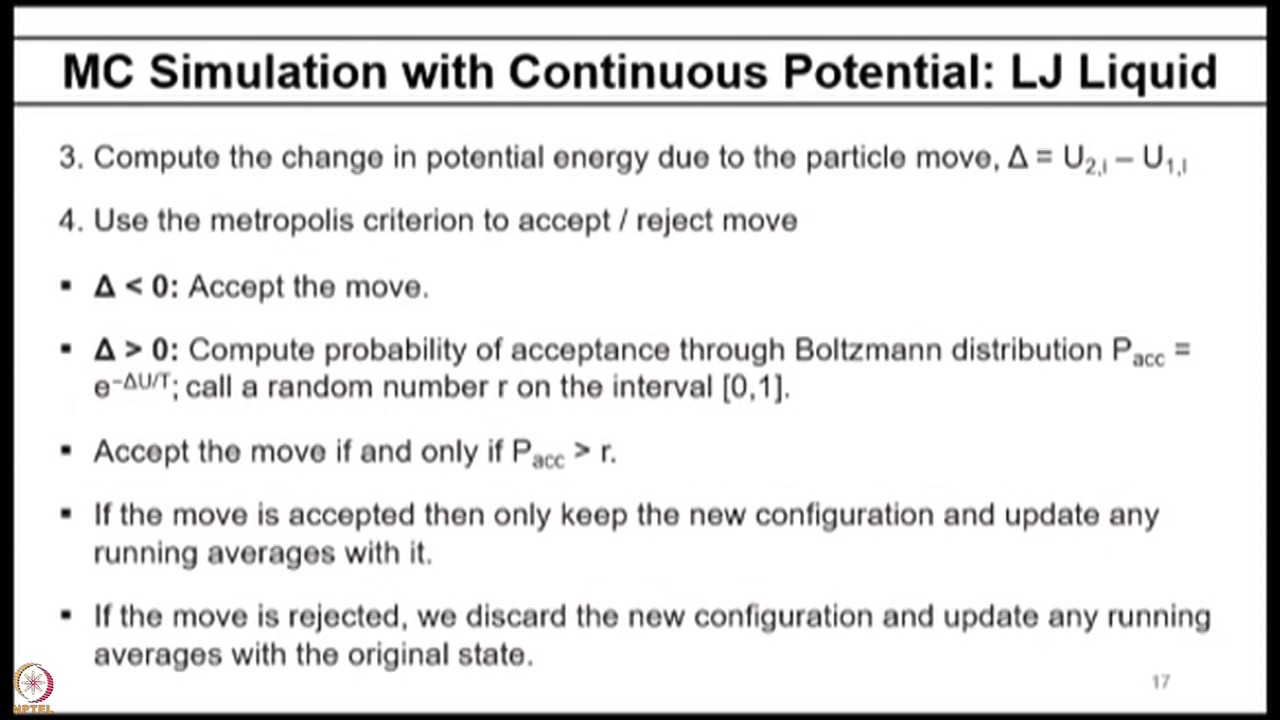 MC Simulation with Continuous Potential: LJ Liquid
3. Compute the change in potential energy due to the particle move, Δ = U2,i – U1,i
4. Use the metropolis criterion to accept / reject move
▪ Δ < 0: Accept the move.
▪ Δ > 0: Compute probability of acceptance through Boltzmann distribution Pacc =
e–ΔU/T; call a random number r on the interval [0,1].
▪ Accept the move if and only if Pacc > r.
▪ If the move is accepted then only keep the new configuration and update any
running averages with it.
▪ If the move is rejected, we discard the new configuration and update any running
averages with the original state.
17
NPTEL